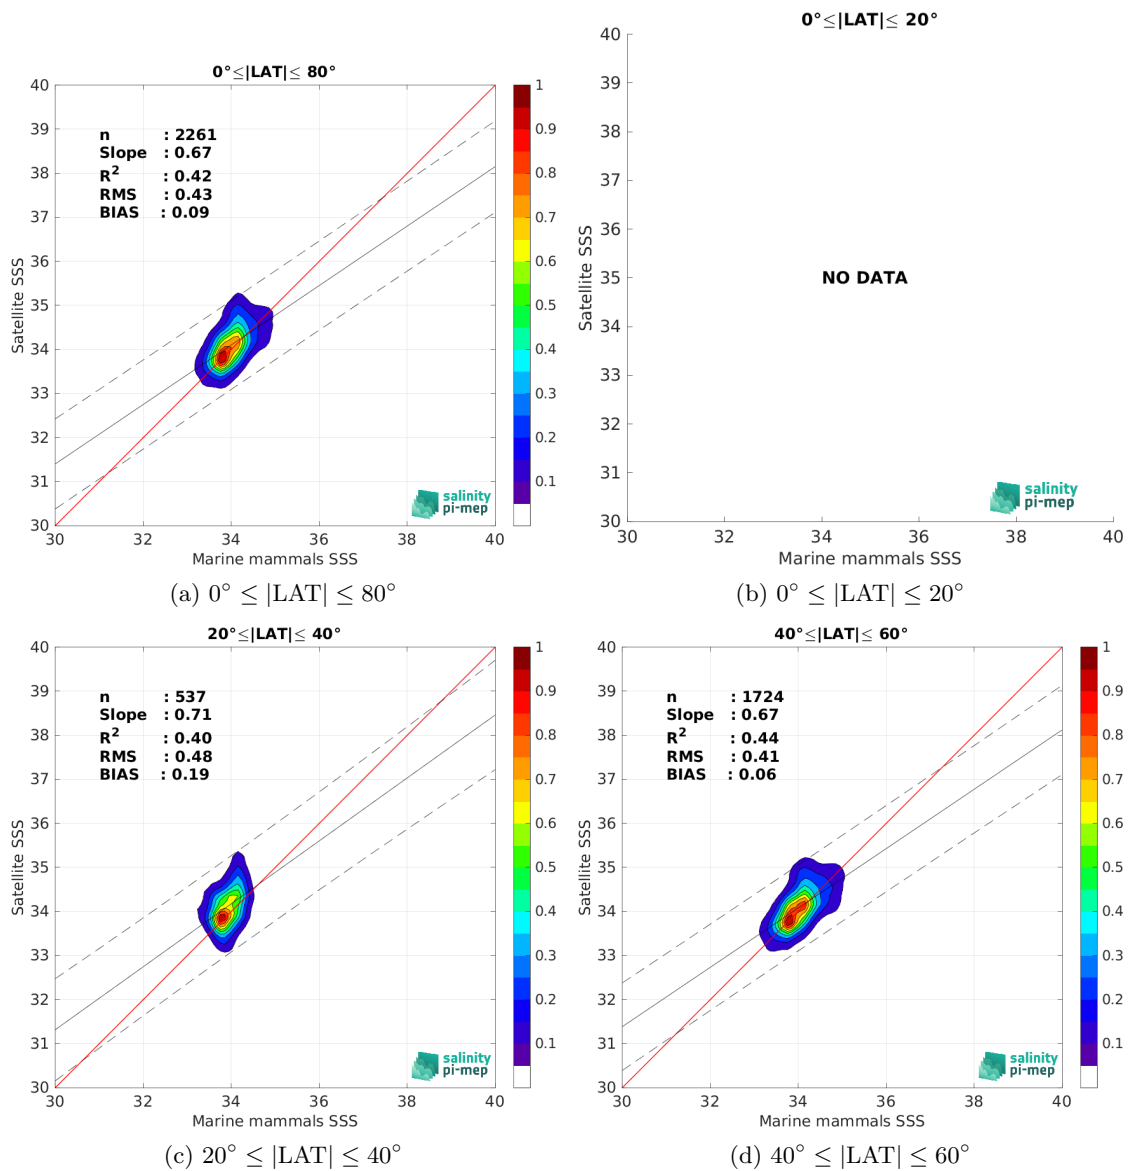 0°≤|LAT|≤ 80°
40
39
38
37
36
35
34
33
32
31
30
Satellite SSS
n : 2261
Slope : 0.67
R² : 0.42
RMS : 0.43
BIAS : 0.09
salinity
pi-mep
30 32 34 36 38 40
Marine mammals SSS
1
0.9
0.8
0.7
0.6
0.5
0.4
0.3
0.2
0.1
(a) 0° ≤ |LAT| ≤ 80°
0°≤|LAT|≤ 20°
40
39
38
37
36
35
34
33
32
31
30
Satellite SSS
NO DATA
salinity
pi-mep
30 32 34 36 38 40
Marine mammals SSS
(b) 0° ≤ |LAT| ≤ 20°
20°≤|LAT|≤ 40°
40
39
38
37
36
35
34
33
32
31
30
Satellite SSS
n : 537
Slope : 0.71
R² : 0.40
RMS : 0.48
BIAS : 0.19
salinity
pi-mep
30 32 34 36 38 40
Marine mammals SSS
1
0.9
0.8
0.7
0.6
0.5
0.4
0.3
0.2
0.1
(c) 20° ≤ |LAT| ≤ 40°
40°≤|LAT|≤ 60°
40
39
38
37
36
35
34
33
32
31
30
Satellite SSS
n : 1724
Slope : 0.67
R² : 0.44
RMS : 0.41
BIAS : 0.06
salinity
pi-mep
30 32 34 36 38 40
Marine mammals SSS
1
0.9
0.8
0.7
0.6
0.5
0.4
0.3
0.2
0.1
(d) 40° ≤ |LAT| ≤ 60°